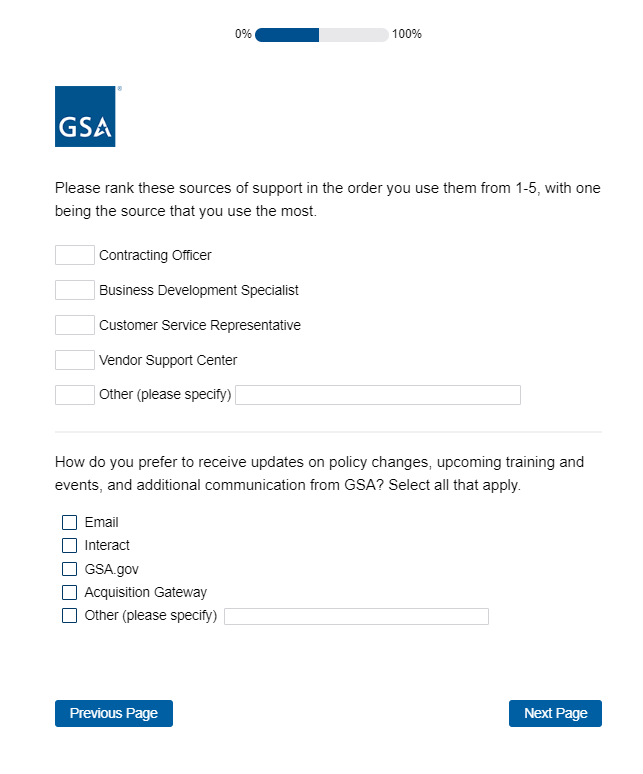 0% 100%
GSA
®
Please rank these sources of support in the order you use them from 1-5, with one
being the source that you use the most.
Contracting Officer
Business Development Specialist
Customer Service Representative
Vendor Support Center
Other (please specify)
How do you prefer to receive updates on policy changes, upcoming training and
events, and additional communication from GSA? Select all that apply.
Email
Interact
GSA.gov
Acquisition Gateway
Other (please specify)
Previous Page Next Page